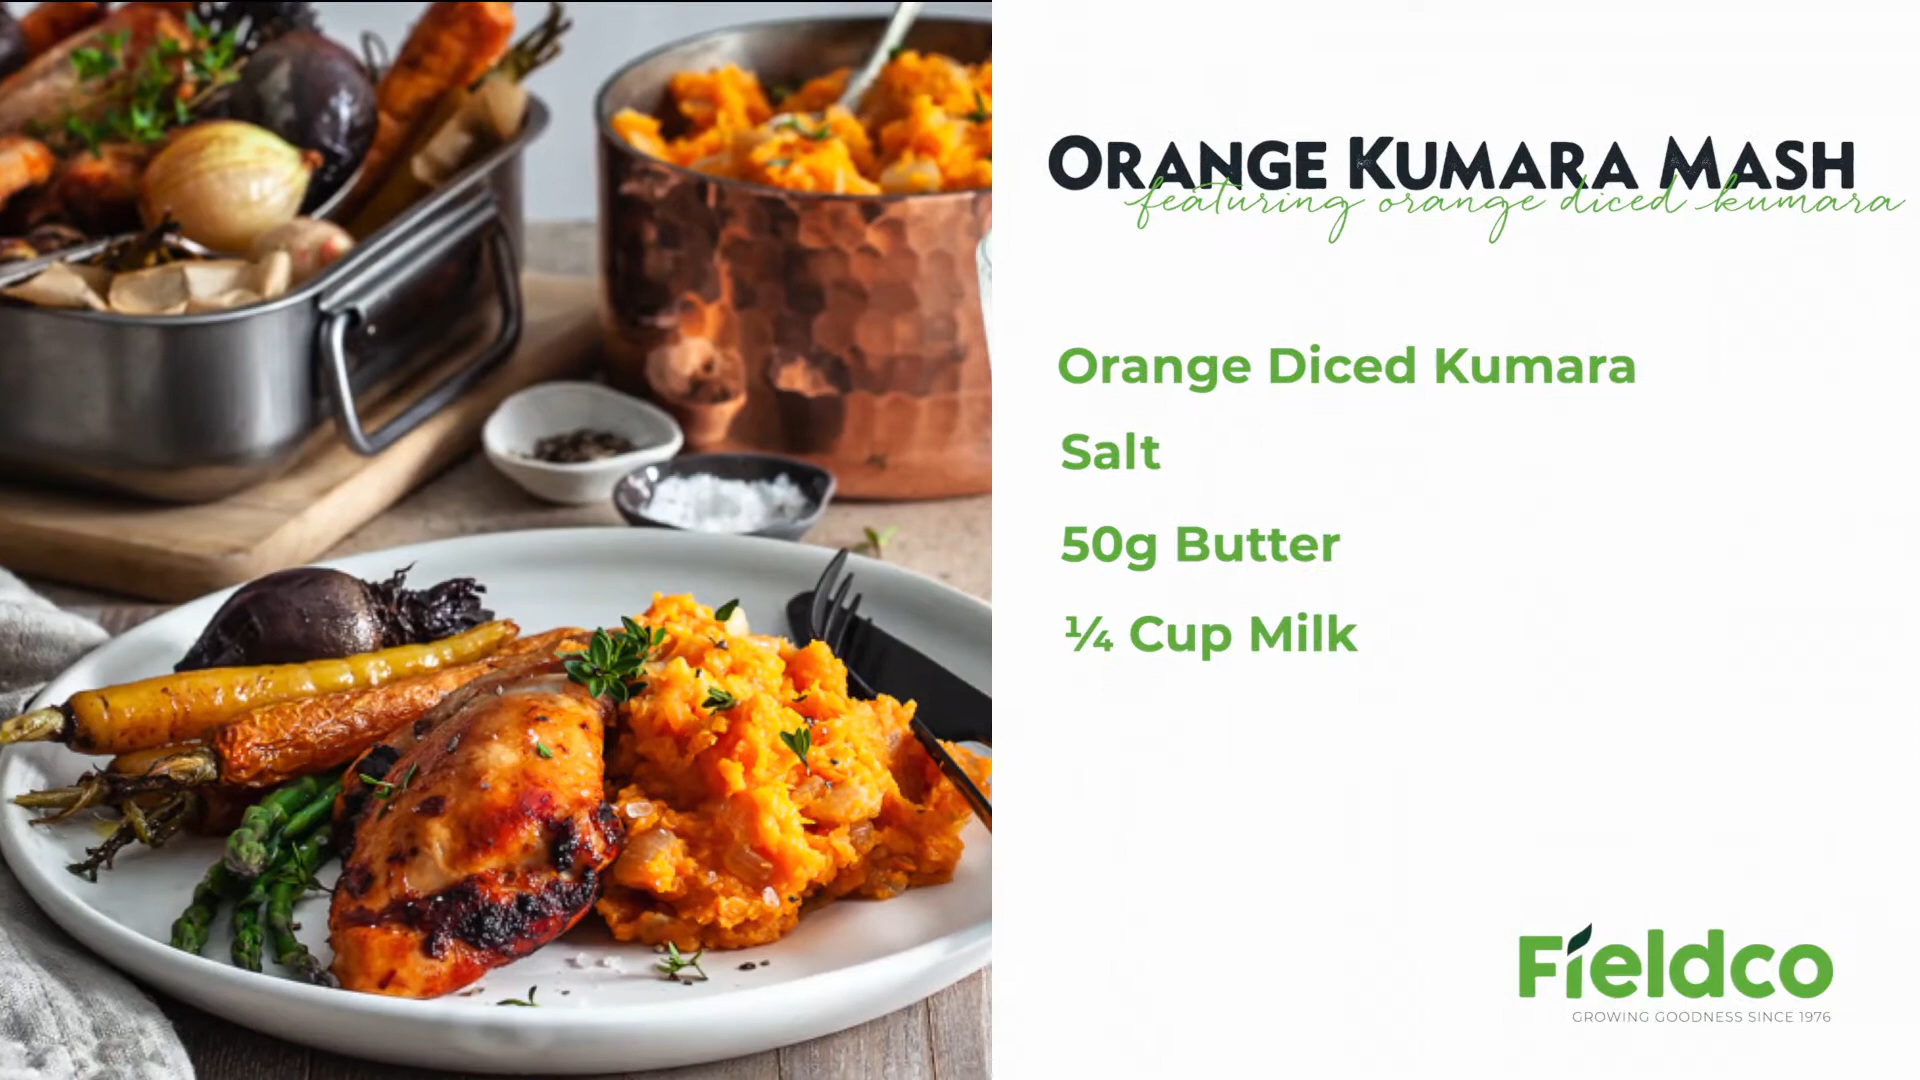 Orange Kumara Mash
featuring orange diced kumara
Orange Diced Kumara
Salt
50g Butter
¼ Cup Milk
Fieldco
GROWING GOODNESS SINCE 1976